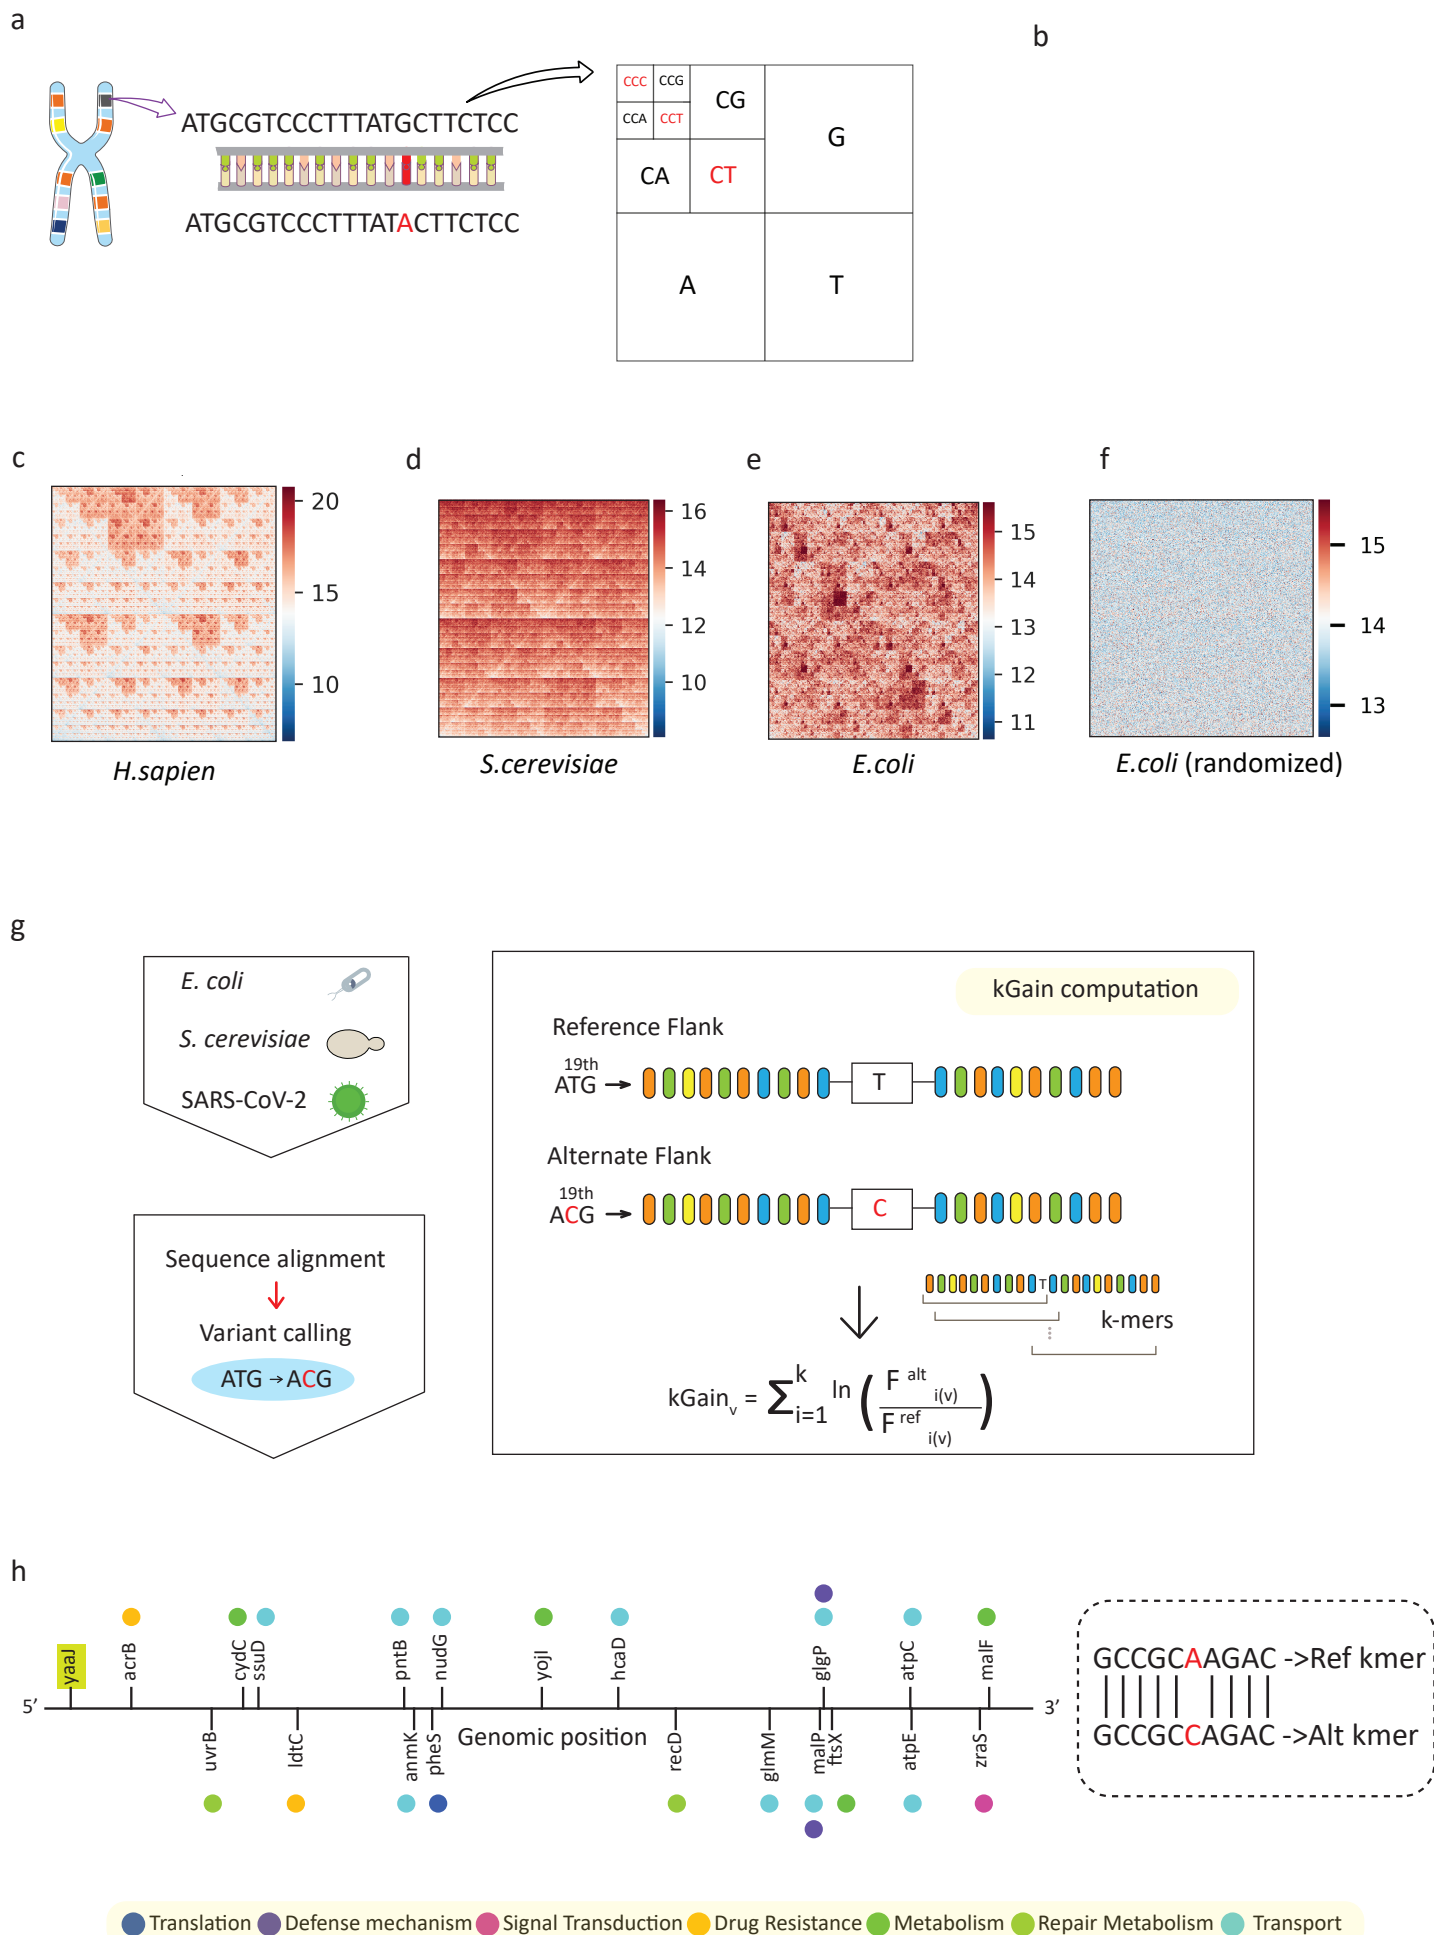 a
b
ATGCGTCCCTTTATGCTTCTCC
ATGCGTCCCTTTATACTTCTCC
CCC CCG
CCA CCT
CG
G
CA
CT
A
T
c
d
e
f
20
15
10
H.sapien
16
14
12
10
S.cerevisiae
15
14
13
12
11
E.coli
15
14
13
E.coli (randomized)
g
E. coli
S. cerevisiae
SARS-CoV-2
Sequence alignment
Variant calling
ATG → ACG
kGain computation
Reference Flank
19th
ATG →
T
Alternate Flank
19th
ACG →
C
T
k-mers
kGain_v = Σ_{i=1}^{k} ln ( F^{alt}_{i(v)} / F^{ref}_{i(v)} )
h
yaaJ
acrB
cydC
ssuD
pntB
nudG
yojI
hcaD
glgP
atpC
malF
5’
3’
Genomic position
uvrB
ldtC
anmK
pheS
recD
glmM
malP
ftsX
atpE
zraS
GCCGCAAGAC ->Ref kmer
GCCGCCAGAC ->Alt kmer
Translation Defense mechanism Signal Transduction Drug Resistance Metabolism Repair Metabolism Transport